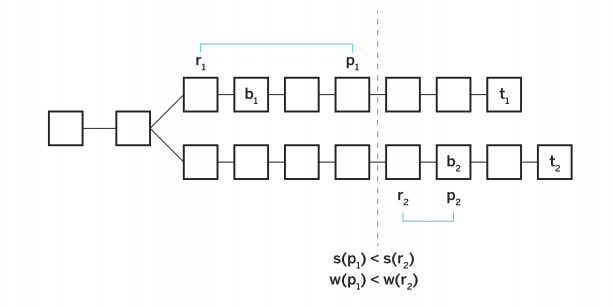 r₁ p₁
b₁ t₁
b₂ t₂
r₂ p₂
s(p₁) < s(r₂)
w(p₁) < w(r₂)